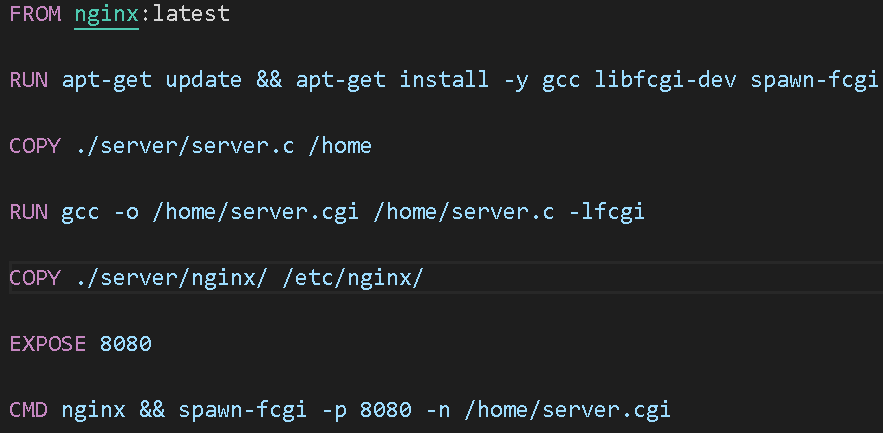 FROM nginx:latest
RUN apt-get update && apt-get install -y gcc libfcgi-dev spawn-fcgi
COPY ./server/server.c /home
RUN gcc -o /home/server.cgi /home/server.c -lfcgi
COPY ./server/nginx/ /etc/nginx/
EXPOSE 8080
CMD nginx && spawn-fcgi -p 8080 -n /home/server.cgi